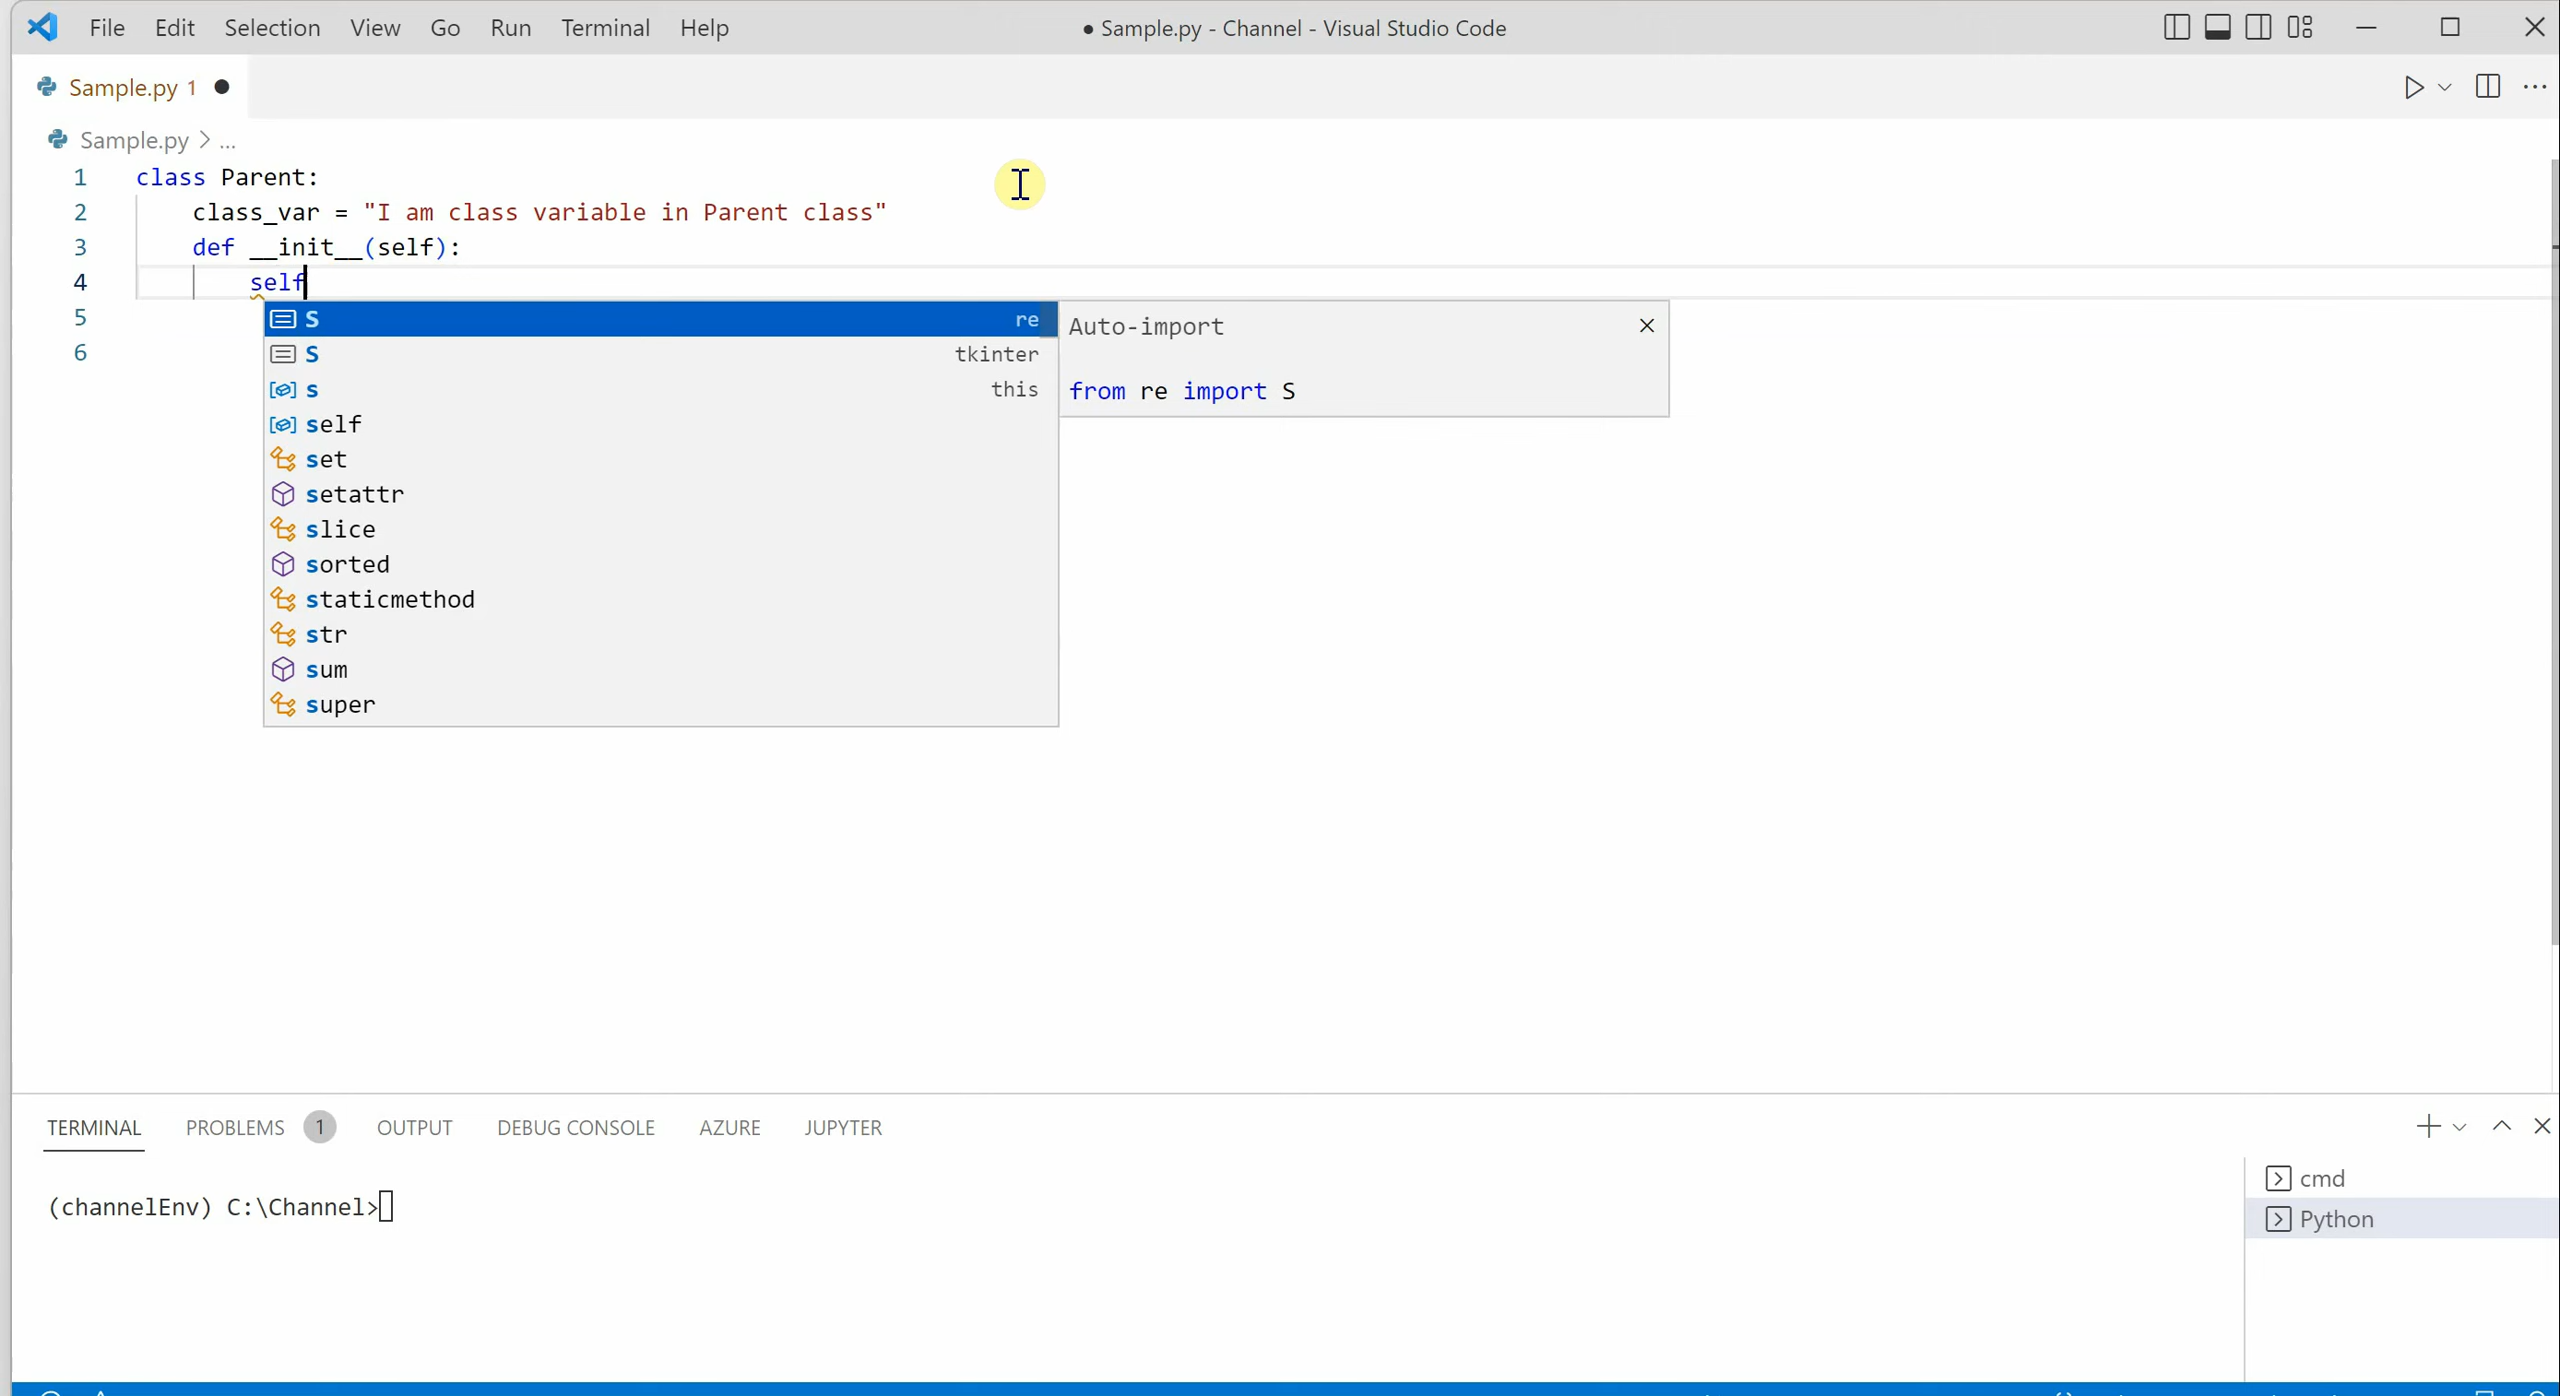 File Edit Selection View Go Run Terminal Help ● Sample.py - Channel - Visual Studio Code
Sample.py 1 ●
Sample.py > ...
1 class Parent:
2 class_var = "I am class variable in Parent class"
3 def __init__(self):
4 self
5
6
S re
S tkinter
s this
self
set
setattr
slice
sorted
staticmethod
str
sum
super
Auto-import
from re import S
TERMINAL PROBLEMS 1 OUTPUT DEBUG CONSOLE AZURE JUPYTER
(channelEnv) C:\Channel>
cmd
Python